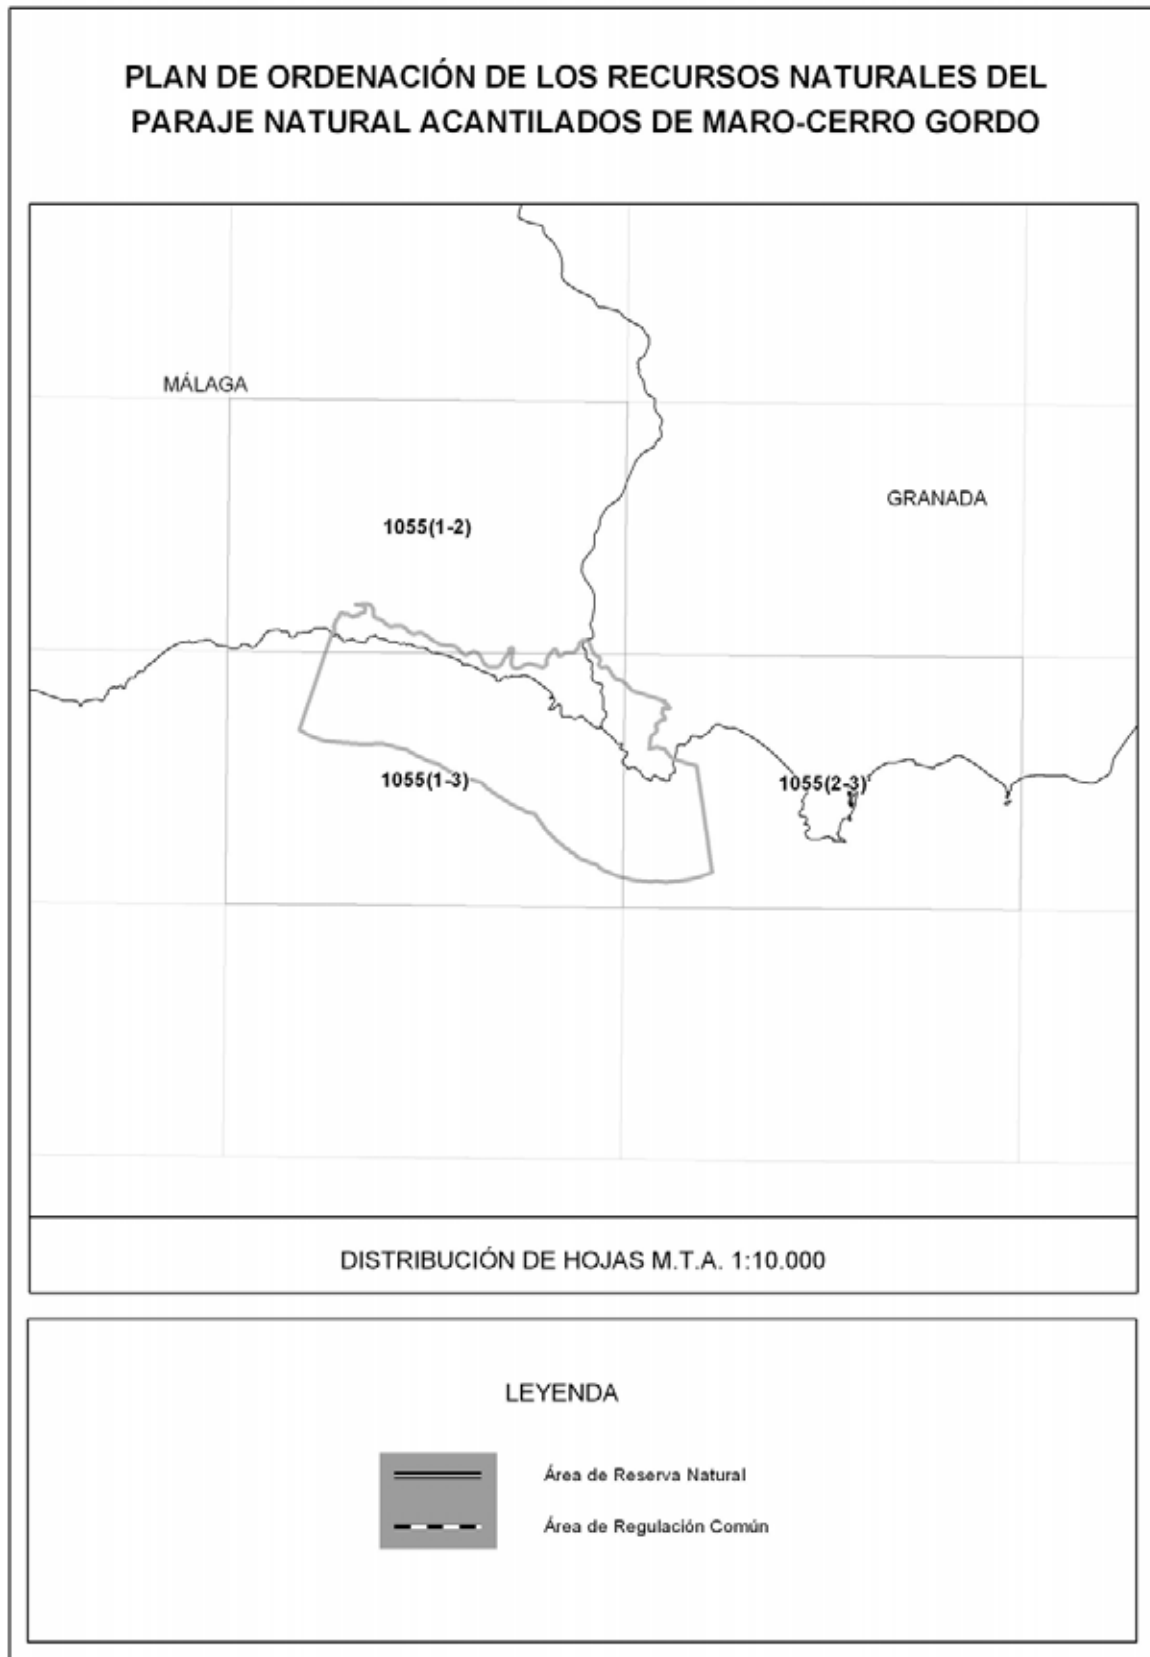 PLAN DE ORDENACIÓN DE LOS RECURSOS NATURALES DEL
PARAJE NATURAL ACANTILADOS DE MARO-CERRO GORDO
MÁLAGA
GRANADA
1055(1-2)
1055(1-3)
1055(2-3)
DISTRIBUCIÓN DE HOJAS M.T.A. 1:10.000
LEYENDA
Área de Reserva Natural
Área de Regulación Común